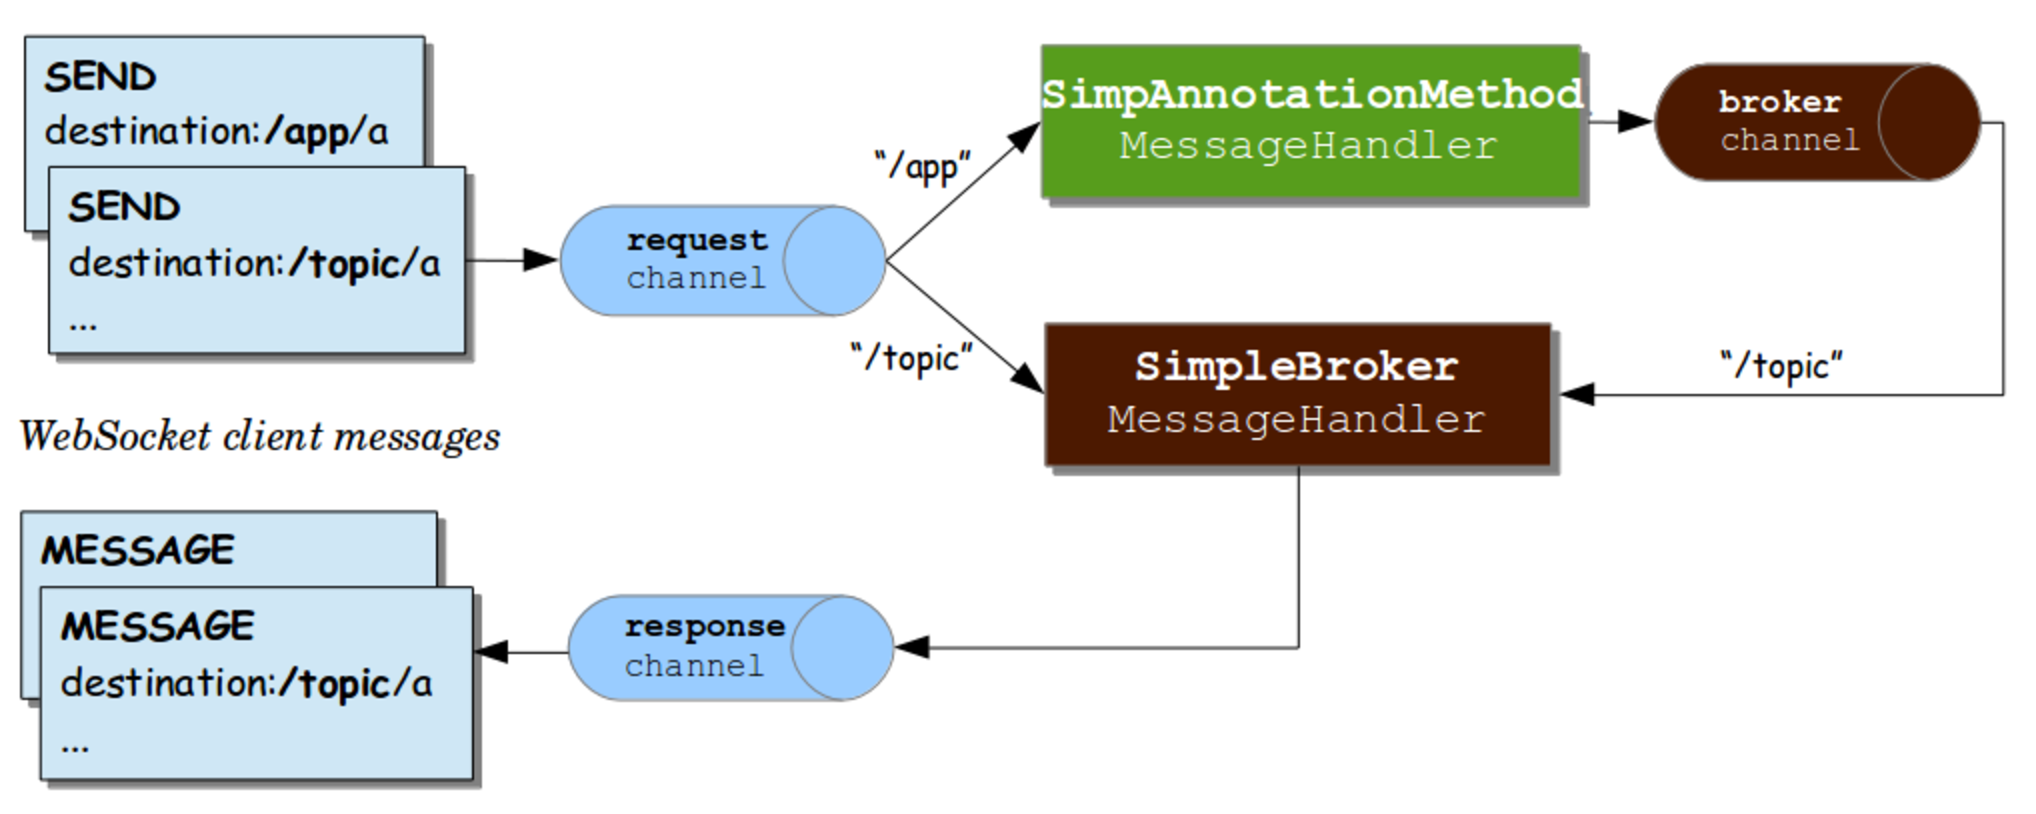 SEND
destination:/app/a
SEND
destination:/topic/a
...
request
channel
“/app”
“/topic”
SimpAnnotationMethod
MessageHandler
broker
channel
SimpleBroker
MessageHandler
“/topic”
WebSocket client messages
MESSAGE
MESSAGE
destination:/topic/a
...
response
channel